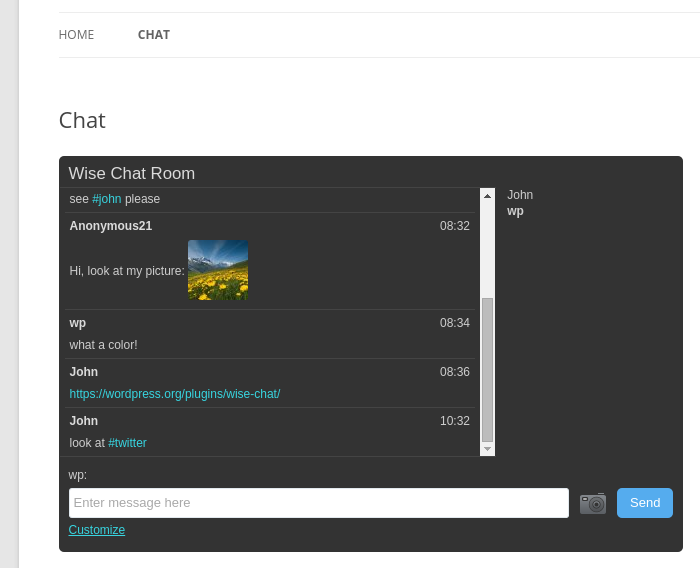 HOME CHAT
Chat
Wise Chat Room
see #john please
John
wp
Anonymous21 08:32
Hi, look at my picture:
wp 08:34
what a color!
John 08:36
https://wordpress.org/plugins/wise-chat/
John 10:32
look at #twitter
wp:
Enter message here Send
Customize